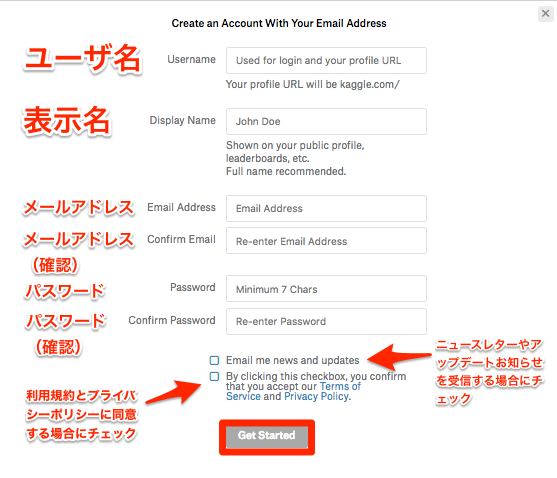 Create an Account With Your Email Address
ユーザ名
Username
Used for login and your profile URL
Your profile URL will be kaggle.com/
表示名
Display Name
John Doe
Shown on your public profile,
leaderboards, etc.
Full name recommended.
メールアドレス
Email Address
Email Address
メールアドレス
（確認）
Confirm Email
Re-enter Email Address
パスワード
Password
Minimum 7 Chars
パスワード
（確認）
Confirm Password
Re-enter Password
Email me news and updates
ニュースレターやア
ップデートお知らせ
を受信する場合にチ
ェック
By clicking this checkbox, you confirm
that you accept our Terms of
Service and Privacy Policy.
利用規約とプライバ
シーポリシーに同意
する場合にチェック
Get Started